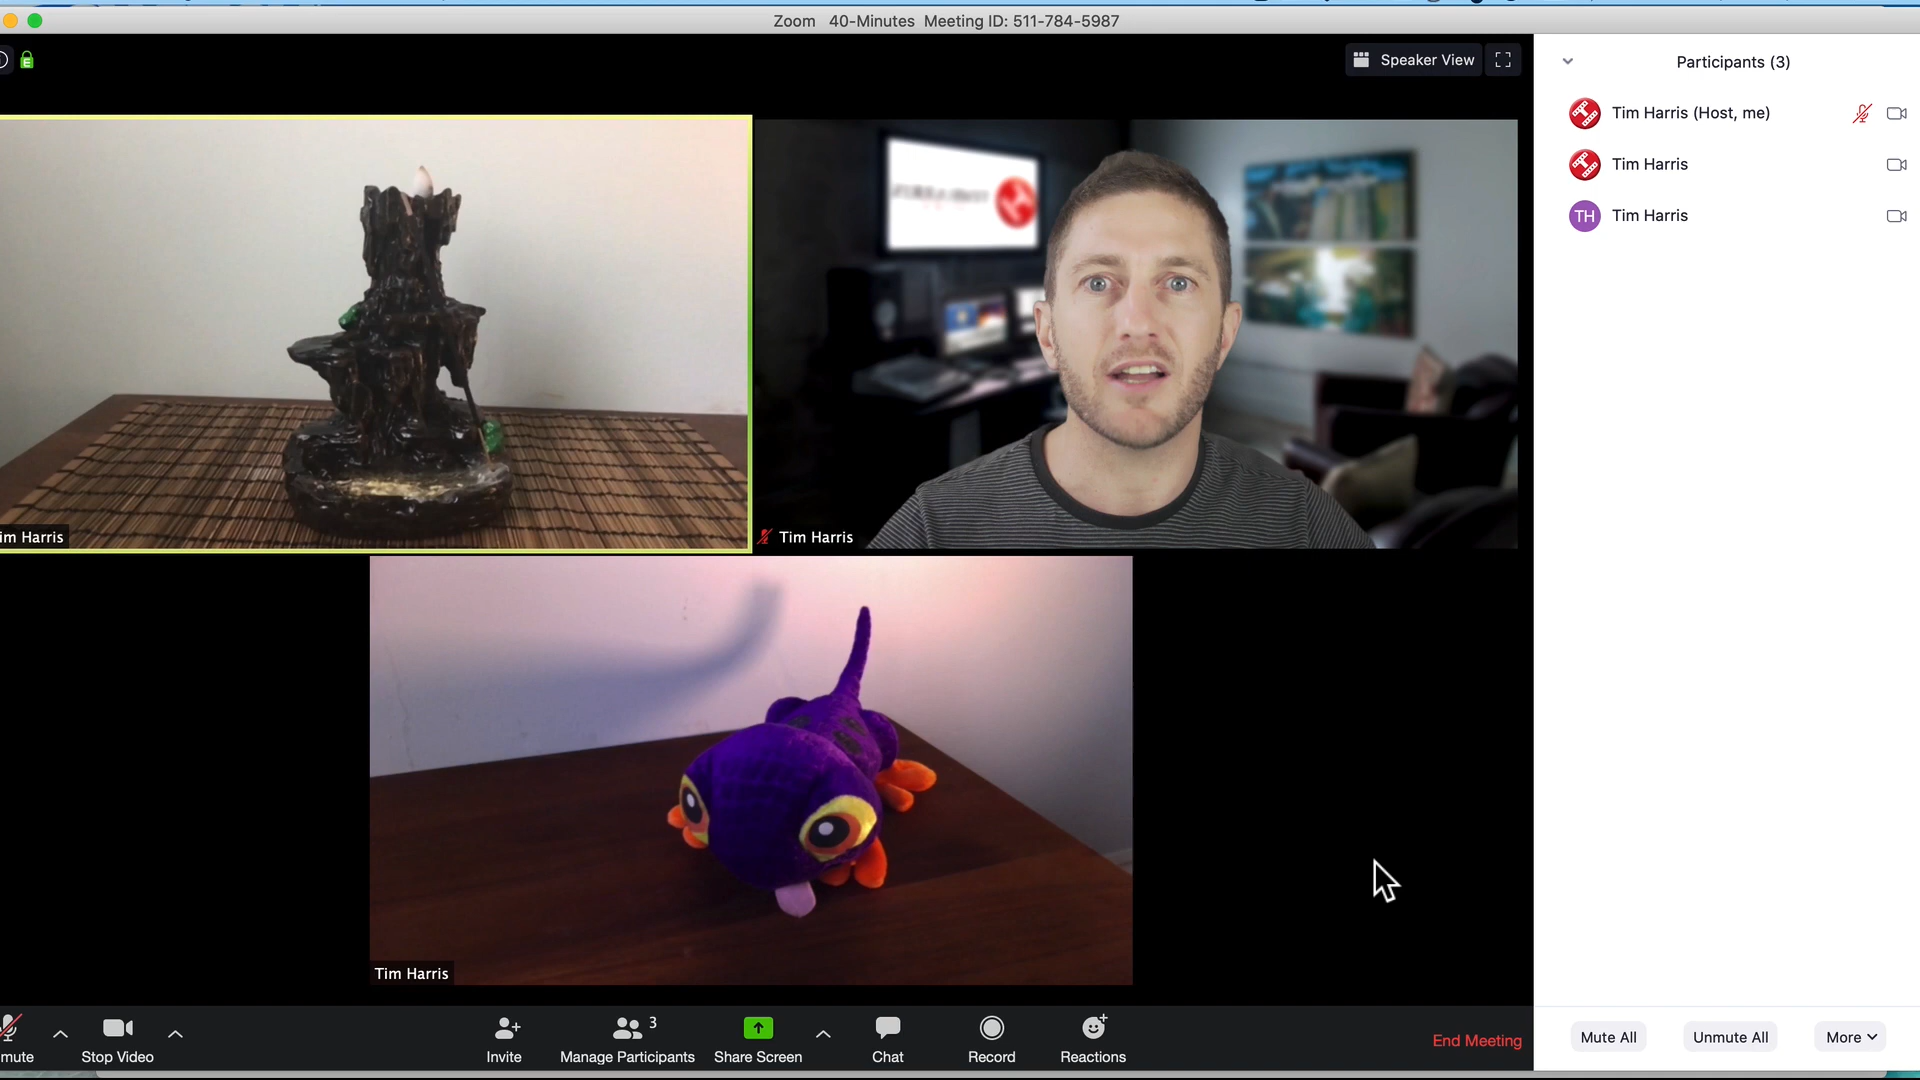 Zoom 40-Minutes Meeting ID: 511-784-5987
Speaker View
Participants (3)
Tim Harris (Host, me)
Tim Harris
TH Tim Harris
im Harris
Tim Harris
Tim Harris
mute
Stop Video
Invite
3
Manage Participants
Share Screen
Chat
Record
Reactions
End Meeting
Mute All
Unmute All
More